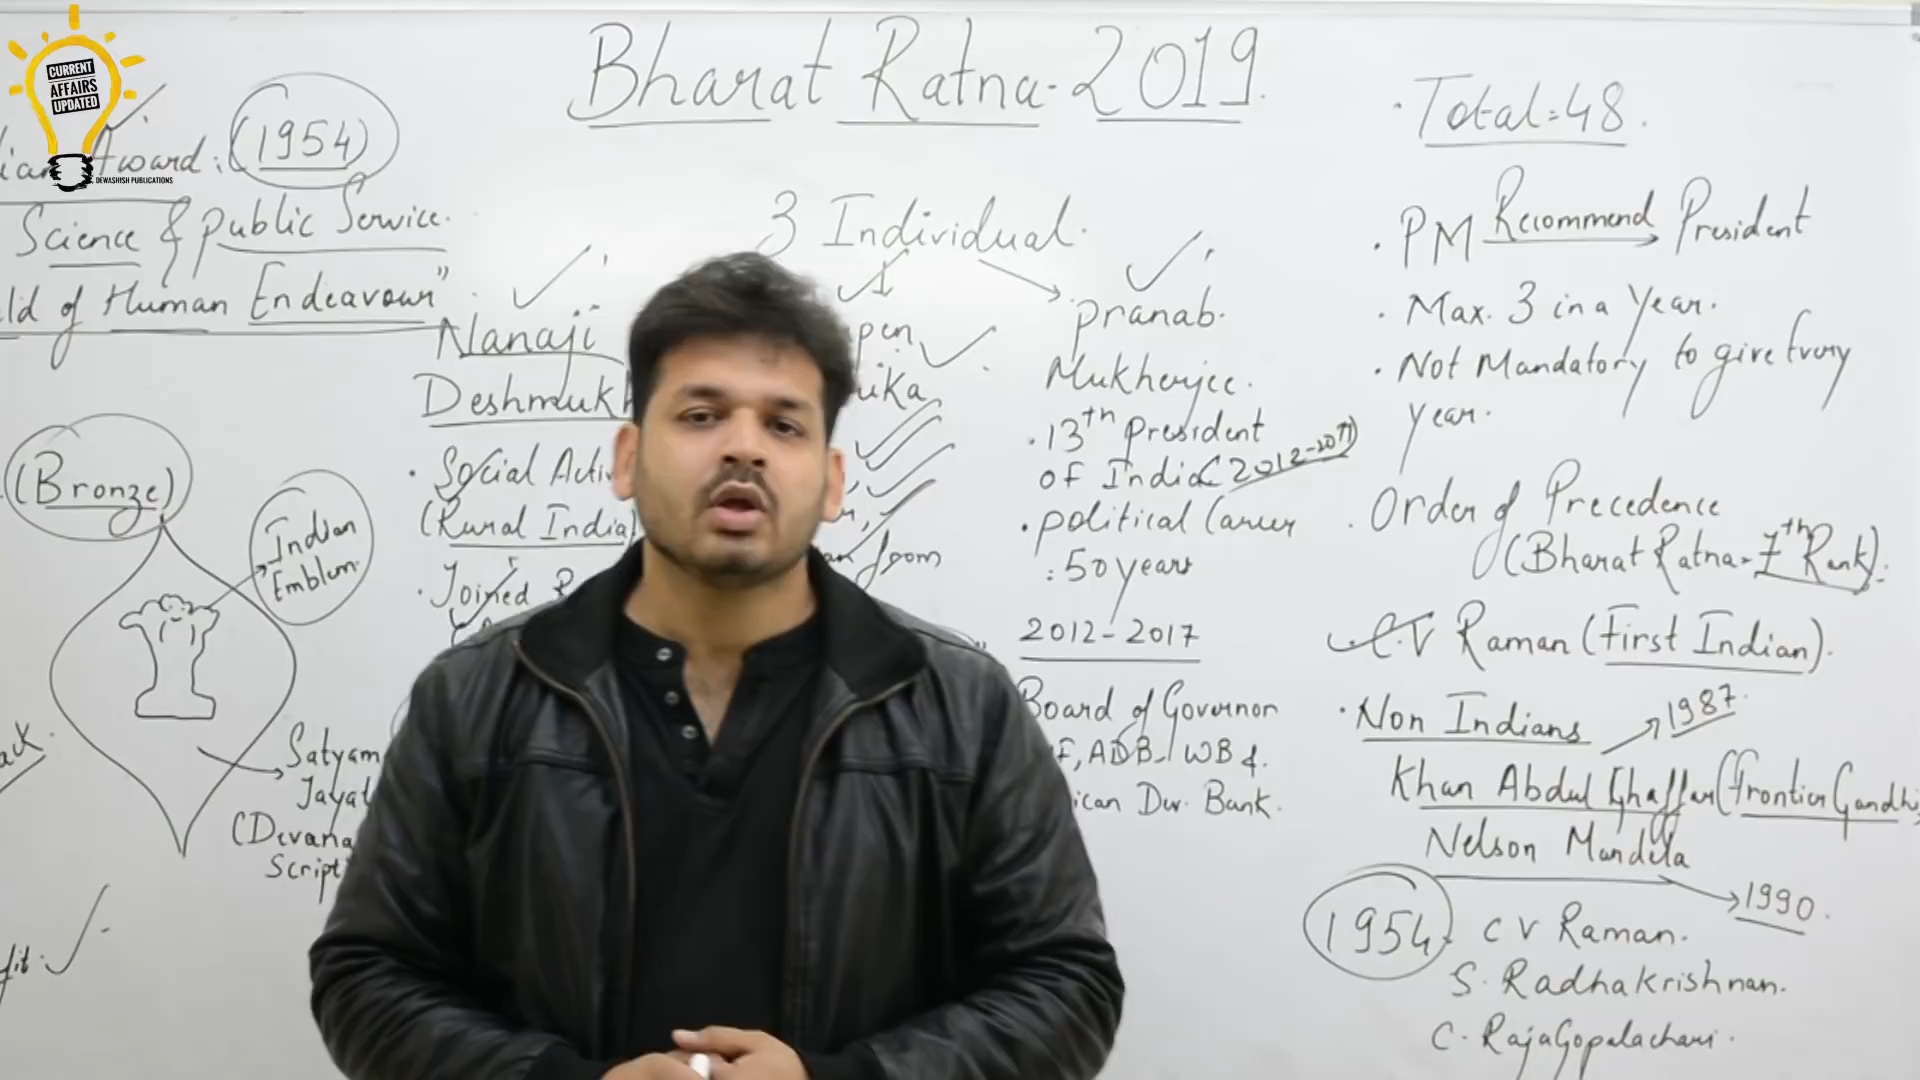 CURRENT
AFFAIRS
UPDATED
DEWASHISH PUBLICATIONS
Bharat Ratna-2019.
Award: (1954)
Science & Public Service.
of Human Endeavour"
(Bronze)
Indian
Emblem.
Satyam
Script
3 Individual.
Nanaji
Deshmukh
Social
(Rural India)
Joined
from
Pranab.
Mukherjee.
13th President
of India (2012-2017)
Political Career
:50 years
2012-2017
Board of Governor
ADB, WB &
Dev. Bank.
Total=48.
PM Recommend President
Max. 3 in a Year.
Not Mandatory to give Every
Year.
Order of Precedence
(Bharat Ratna-7th Rank).
C.V Raman (First Indian).
Non Indians 1987.
Khan Abdul Ghaffar (Frontier Gandhi
Nelson Mandela
1990.
1954. C V Raman.
S. Radhakrishnan.
C. RajaGopalachari.